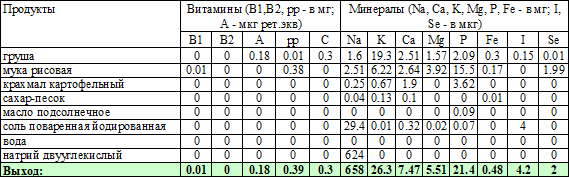 Продукты Витамины (В1,В2, рр - в мг; А - мкг рет.экв) Минералы (Na, Ca, K, Mg, P, Fe - в мг; I, Se - в мкг)
B1 B2 A pp C Na K Ca Mg P Fe I Se
груша 0 0 0.18 0.01 0.3 1.6 19.3 2.51 1.57 2.09 0.3 0.15 0.01
мука рисовая 0.01 0 0 0.38 0 2.51 6.22 2.64 3.92 15.5 0.17 0 1.99
крахмал картофельный 0 0 0 0 0 0.25 0.67 1.9 0 3.62 0 0 0
сахар-песок 0 0 0 0 0 0.04 0.13 0.1 0 0 0.01 0 0
масло подсолнечное 0 0 0 0 0 0 0 0 0 0.09 0 0 0
соль поваренная йодированная 0 0 0 0 0 29.4 0.01 0.32 0.02 0.07 0 4 0
вода 0 0 0 0 0 0 0 0 0 0 0 0 0
натрий двууглекислый 0 0 0 0 0 624 0 0 0 0 0 0 0
Выход: 0.01 0 0.18 0.39 0.3 658 26.3 7.47 5.51 21.4 0.48 4.2 2